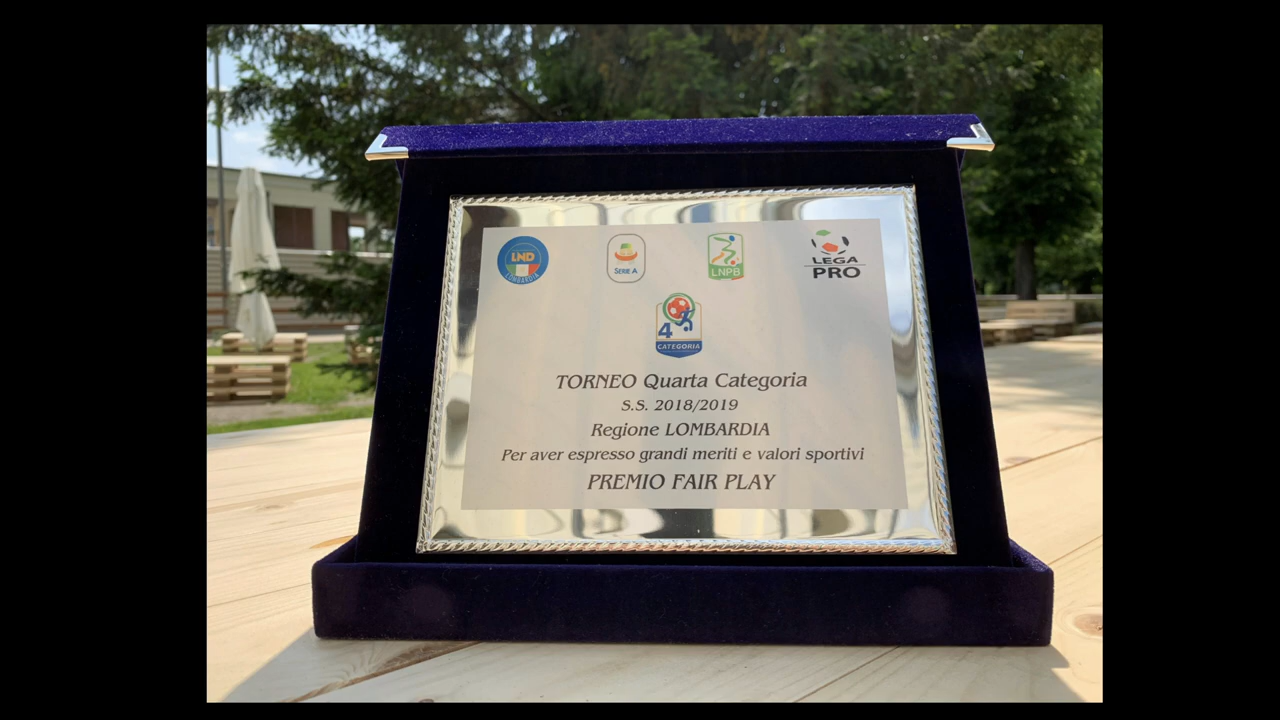 LND
LOMBARDIA
SERIE A
LNPB
LEGA
PRO
4
CATEGORIA
TORNEO Quarta Categoria
S.S. 2018/2019
Regione LOMBARDIA
Per aver espresso grandi meriti e valori sportivi
PREMIO FAIR PLAY